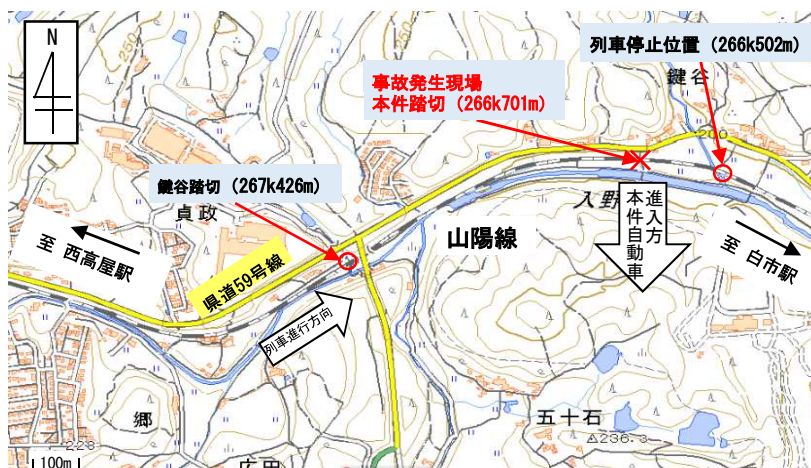 N
250
250
列車停止位置（266k502m）
鍵谷
事故発生現場
本件踏切（266k701m）
200
鍵谷踏切（267k426m）
貞政
至 西高屋駅
県道59号線
山陽線
入野
進入方
本件自動車
至 白市駅
列車進行方向
郷
五十石
△236.3
223
100m